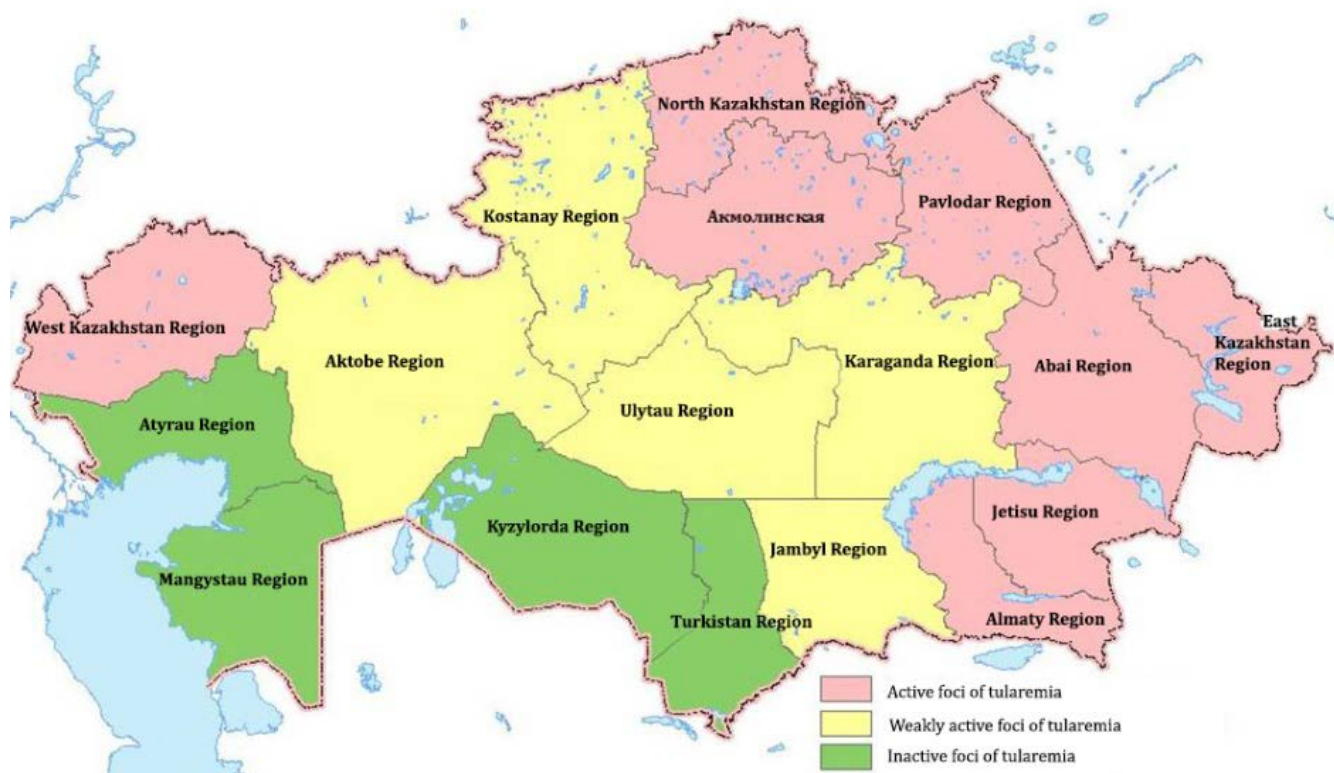 North Kazakhstan Region
Kostanay Region
Акмолинская
Pavlodar Region
West Kazakhstan Region
Aktobe Region
Karaganda Region
Abai Region
East
Kazakhstan
Region
Ulytau Region
Atyrau Region
Kyzylorda Region
Jetisu Region
Jambyl Region
Mangystau Region
Turkistan Region
Almaty Region
Active foci of tularemia
Weakly active foci of tularemia
Inactive foci of tularemia